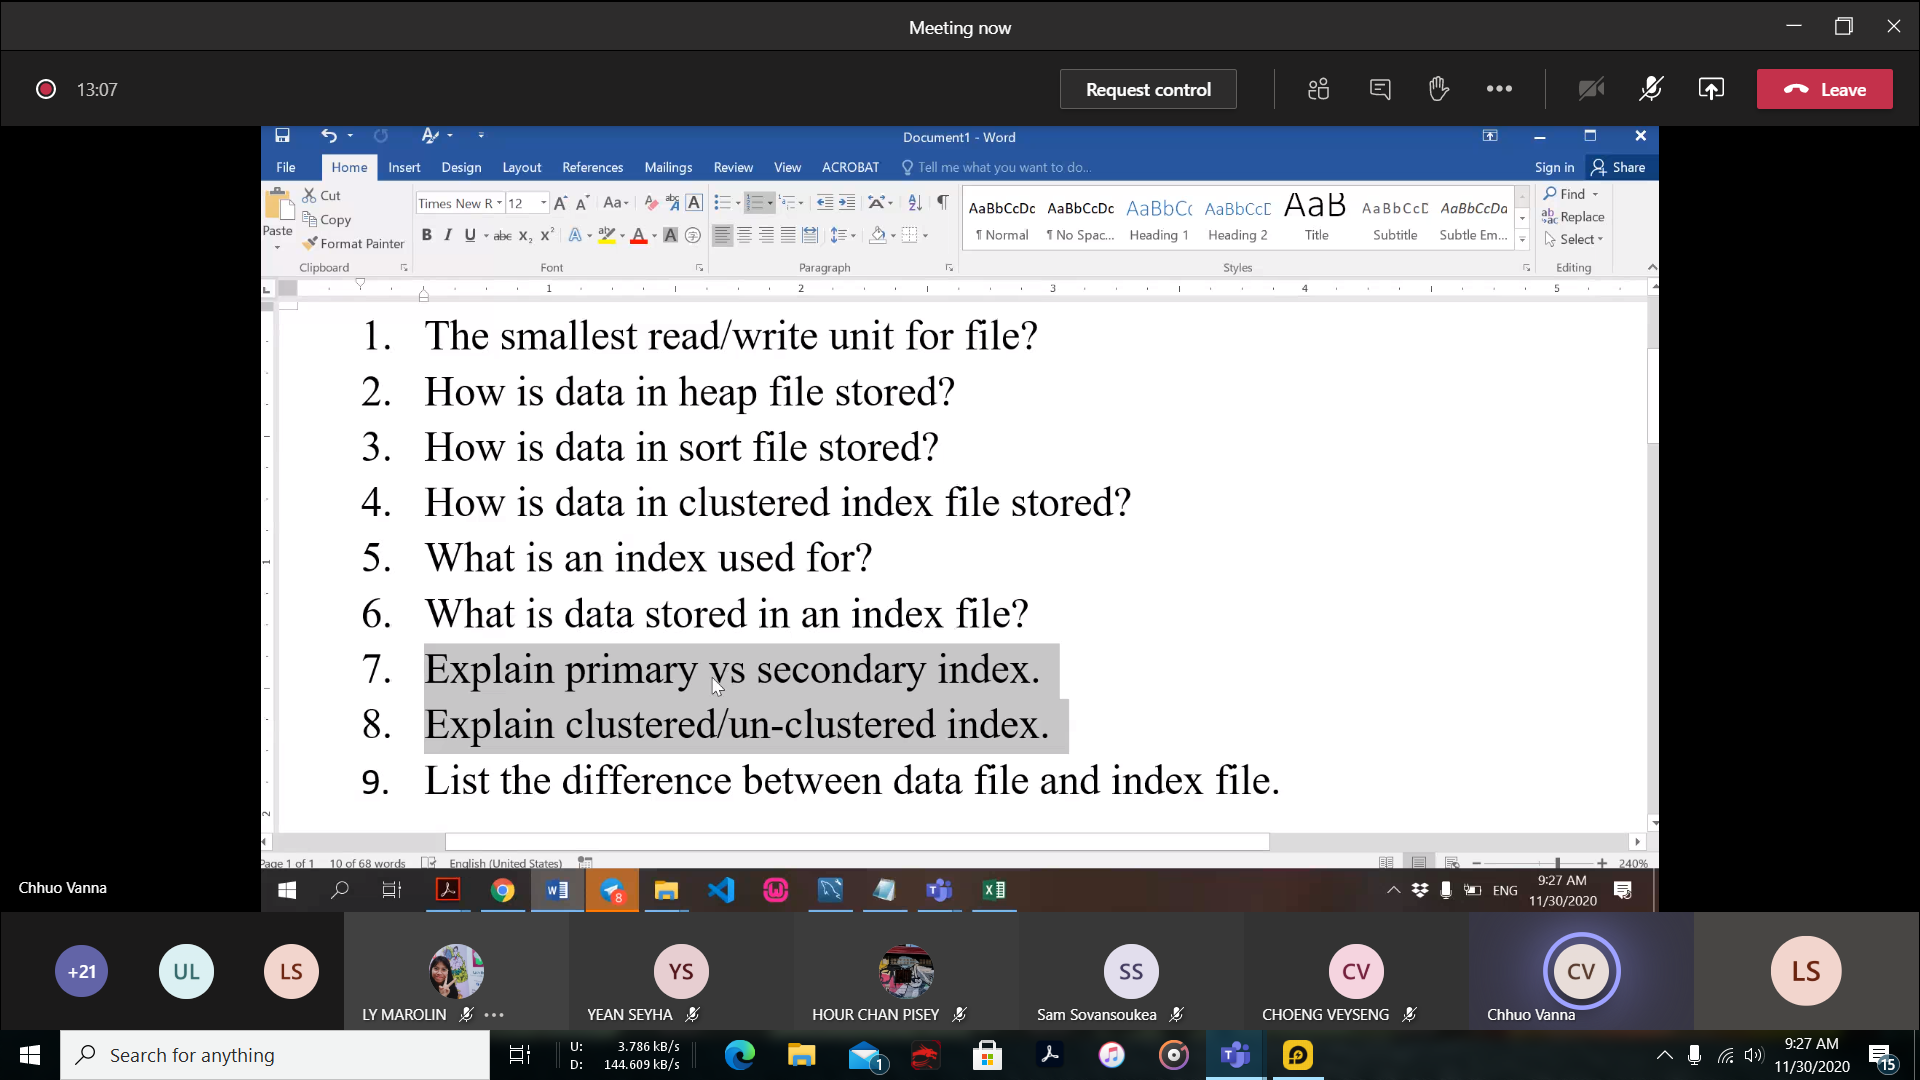 Meeting now
13:07
Request control
Leave
Document1 - Word
File Home Insert Design Layout References Mailings Review View ACROBAT Tell me what you want to do... Sign in Share
Paste
Cut
Copy
Format Painter
Clipboard
Times New R 12
Font
Paragraph
AaBbCcDc AaBbCcDc AaBbCc AaBbCcD AaB AaBbCcD AaBbCcDa
¶ Normal ¶ No Spac... Heading 1 Heading 2 Title Subtitle Subtle Em...
Styles
Find
Replace
Select
Editing
1 2 3 4 5
1. The smallest read/write unit for file?
2. How is data in heap file stored?
3. How is data in sort file stored?
4. How is data in clustered index file stored?
5. What is an index used for?
6. What is data stored in an index file?
7. Explain primary vs secondary index.
8. Explain clustered/un-clustered index.
9. List the difference between data file and index file.
Page 1 of 1 10 of 68 words English (United States) 240%
Chhuo Vanna
8
ENG
9:27 AM
11/30/2020
+21 UL LS YS SS CV CV LS
LY MAROLIN YEAN SEYHA HOUR CHAN PISEY Sam Sovansoukea CHOENG VEYSENG Chhuo Vanna
Search for anything
U: 3.786 kB/s
D: 144.609 kB/s
1
9:27 AM
11/30/2020
15